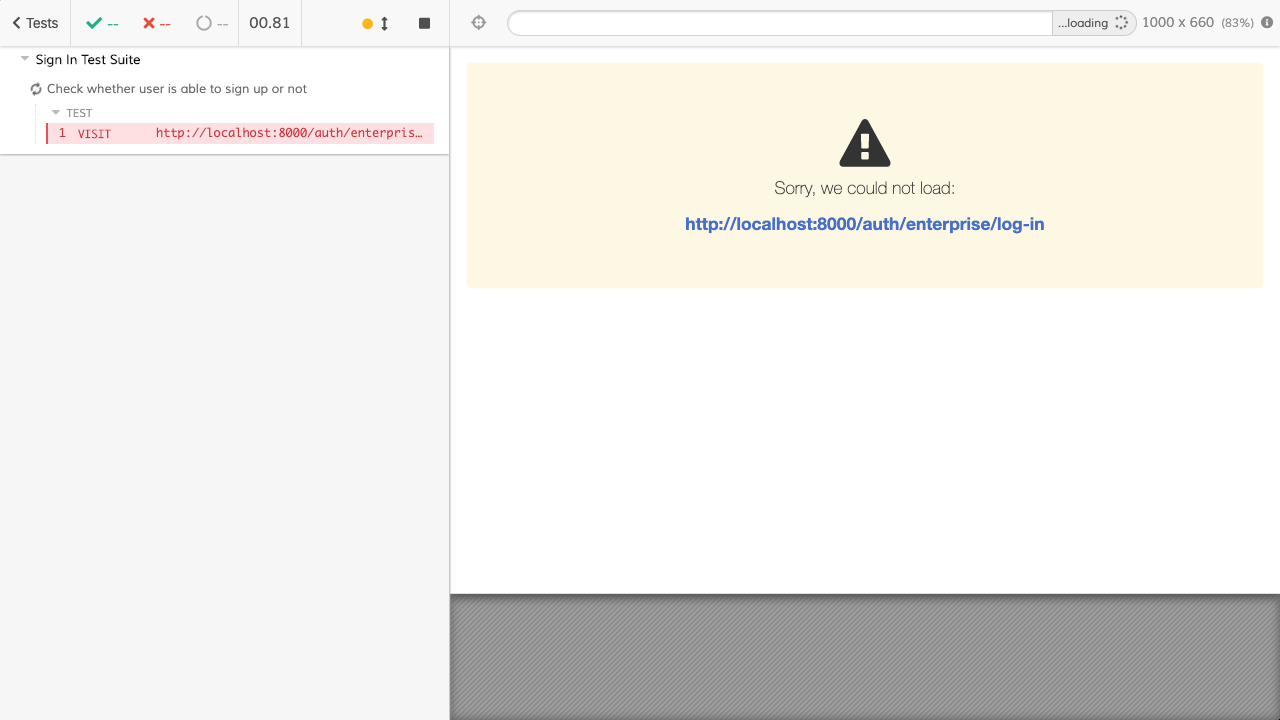 Tests -- -- -- 00.81 ...loading 1000 x 660 (83%)
Sign In Test Suite
Check whether user is able to sign up or not
TEST
1 VISIT http://localhost:8000/auth/enterpris…
Sorry, we could not load:
http://localhost:8000/auth/enterprise/log-in